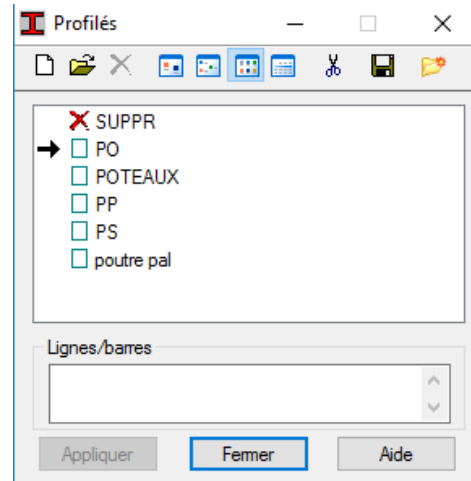 Profilés
SUPPR
PO
POTEAUX
PP
PS
poutre pal
Lignes/barres
Appliquer Fermer Aide